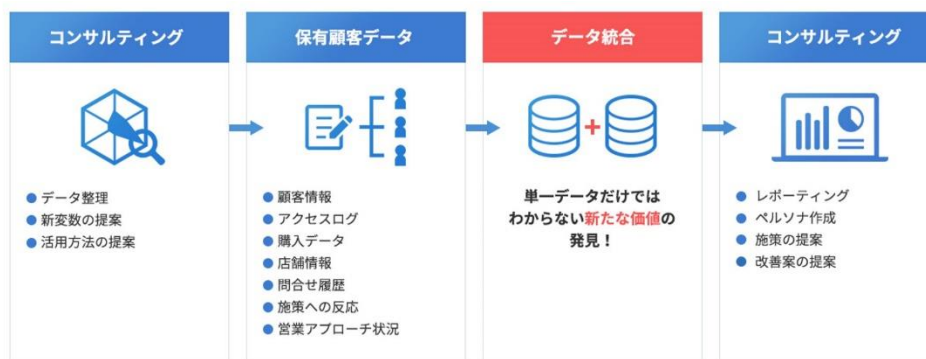 コンサルティング
データ整理
新変数の提案
活用方法の提案
保有顧客データ
顧客情報
アクセスログ
購入データ
店舗情報
問合せ履歴
施策への反応
営業アプローチ状況
データ統合
単一データだけでは
わからない新たな価値の
発見！
コンサルティング
レポーティング
ペルソナ作成
施策の提案
改善案の提案